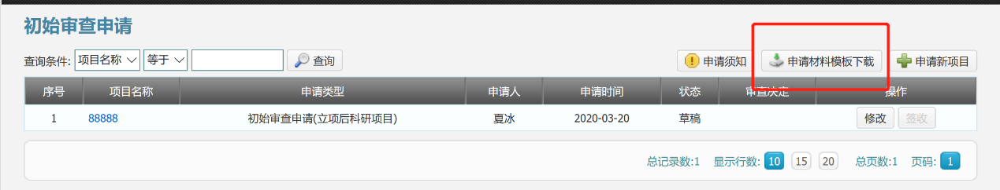 初始审查申请
查询条件: 项目名称 等于 查询 申请须知 申请材料模板下载 申请新项目
序号 项目名称 申请类型 申请人 申请时间 状态 审查决定 操作
1 88888 初始审查申请(立项后科研项目) 夏冰 2020-03-20 草稿 修改 签收
总记录数:1 显示行数: 10 15 20 总页数:1 页码: 1